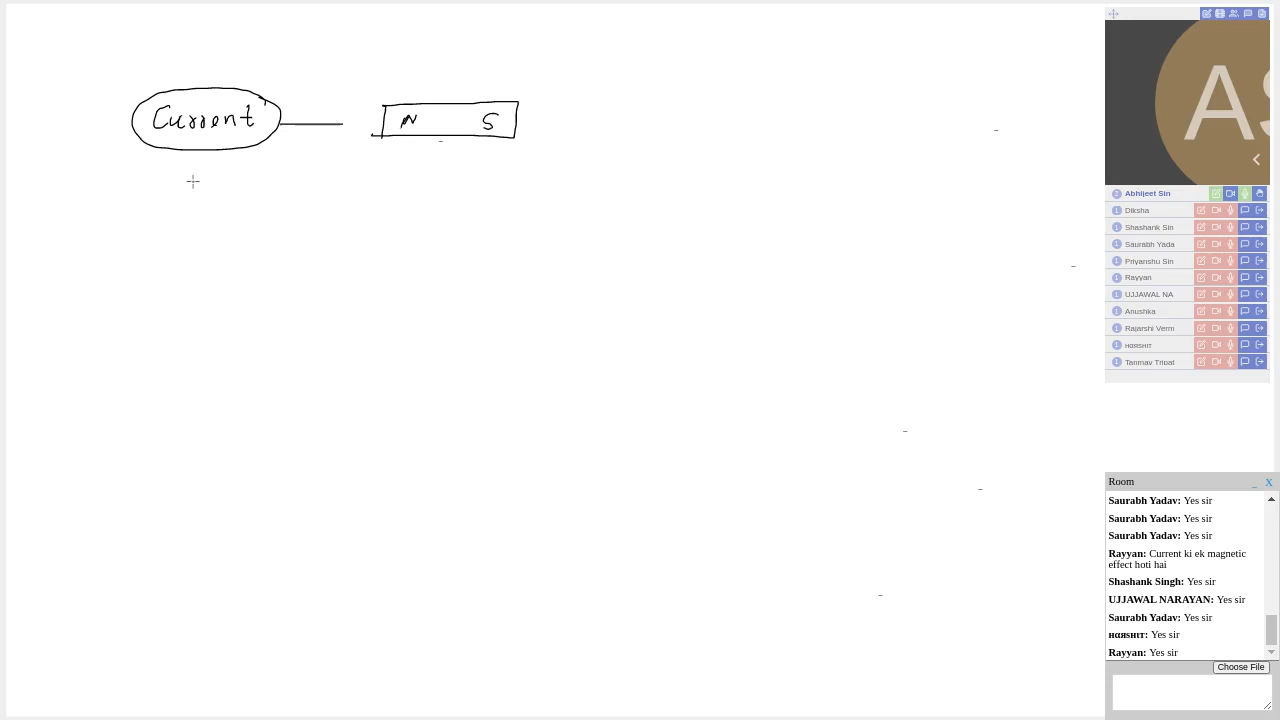 Current N S
AS
Abhijeet Sin
Diksha
Shashank Sin
Saurabh Yada
Priyanshu Sin
Rayyan
UJJAWAL NA
Anushka
Rajarshi Verm
нαяѕнιт
Tanmay Tripat
Room _ X
Saurabh Yadav: Yes sir
Saurabh Yadav: Yes sir
Saurabh Yadav: Yes sir
Rayyan: Current ki ek magnetic
effect hoti hai
Shashank Singh: Yes sir
UJJAWAL NARAYAN: Yes sir
Saurabh Yadav: Yes sir
нαяѕнιт: Yes sir
Rayyan: Yes sir
Choose File